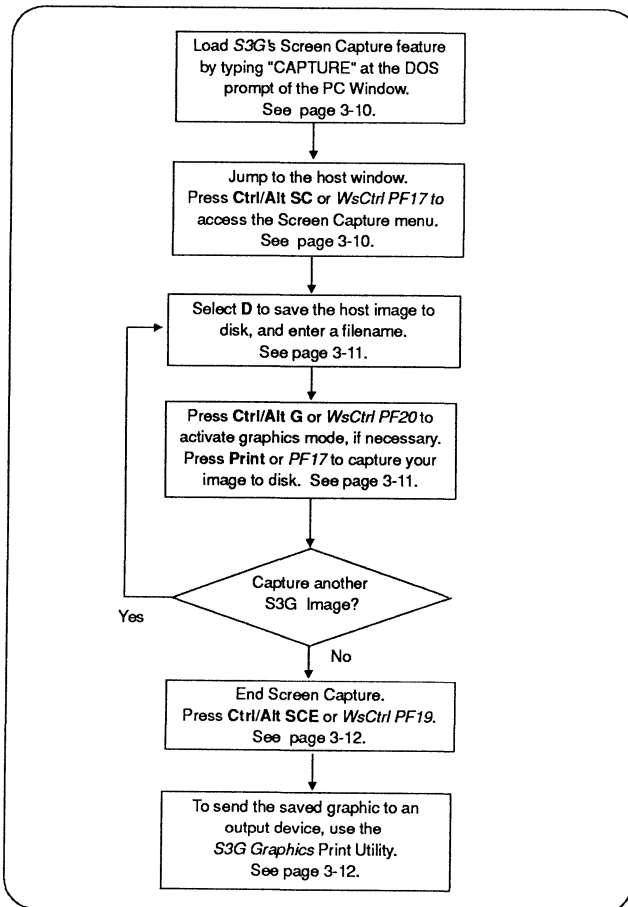 Load S3G's Screen Capture feature
by typing "CAPTURE" at the DOS
prompt of the PC Window.
See page 3-10.
Jump to the host window.
Press Ctrl/Alt SC or WsCtrl PF17 to
access the Screen Capture menu.
See page 3-10.
Select D to save the host image to
disk, and enter a filename.
See page 3-11.
Press Ctrl/Alt G or WsCtrl PF20 to
activate graphics mode, if necessary.
Press Print or PF17 to capture your
image to disk. See page 3-11.
Capture another
S3G Image?
Yes
No
End Screen Capture.
Press Ctrl/Alt SCE or WsCtrl PF19.
See page 3-12.
To send the saved graphic to an
output device, use the
S3G Graphics Print Utility.
See page 3-12.